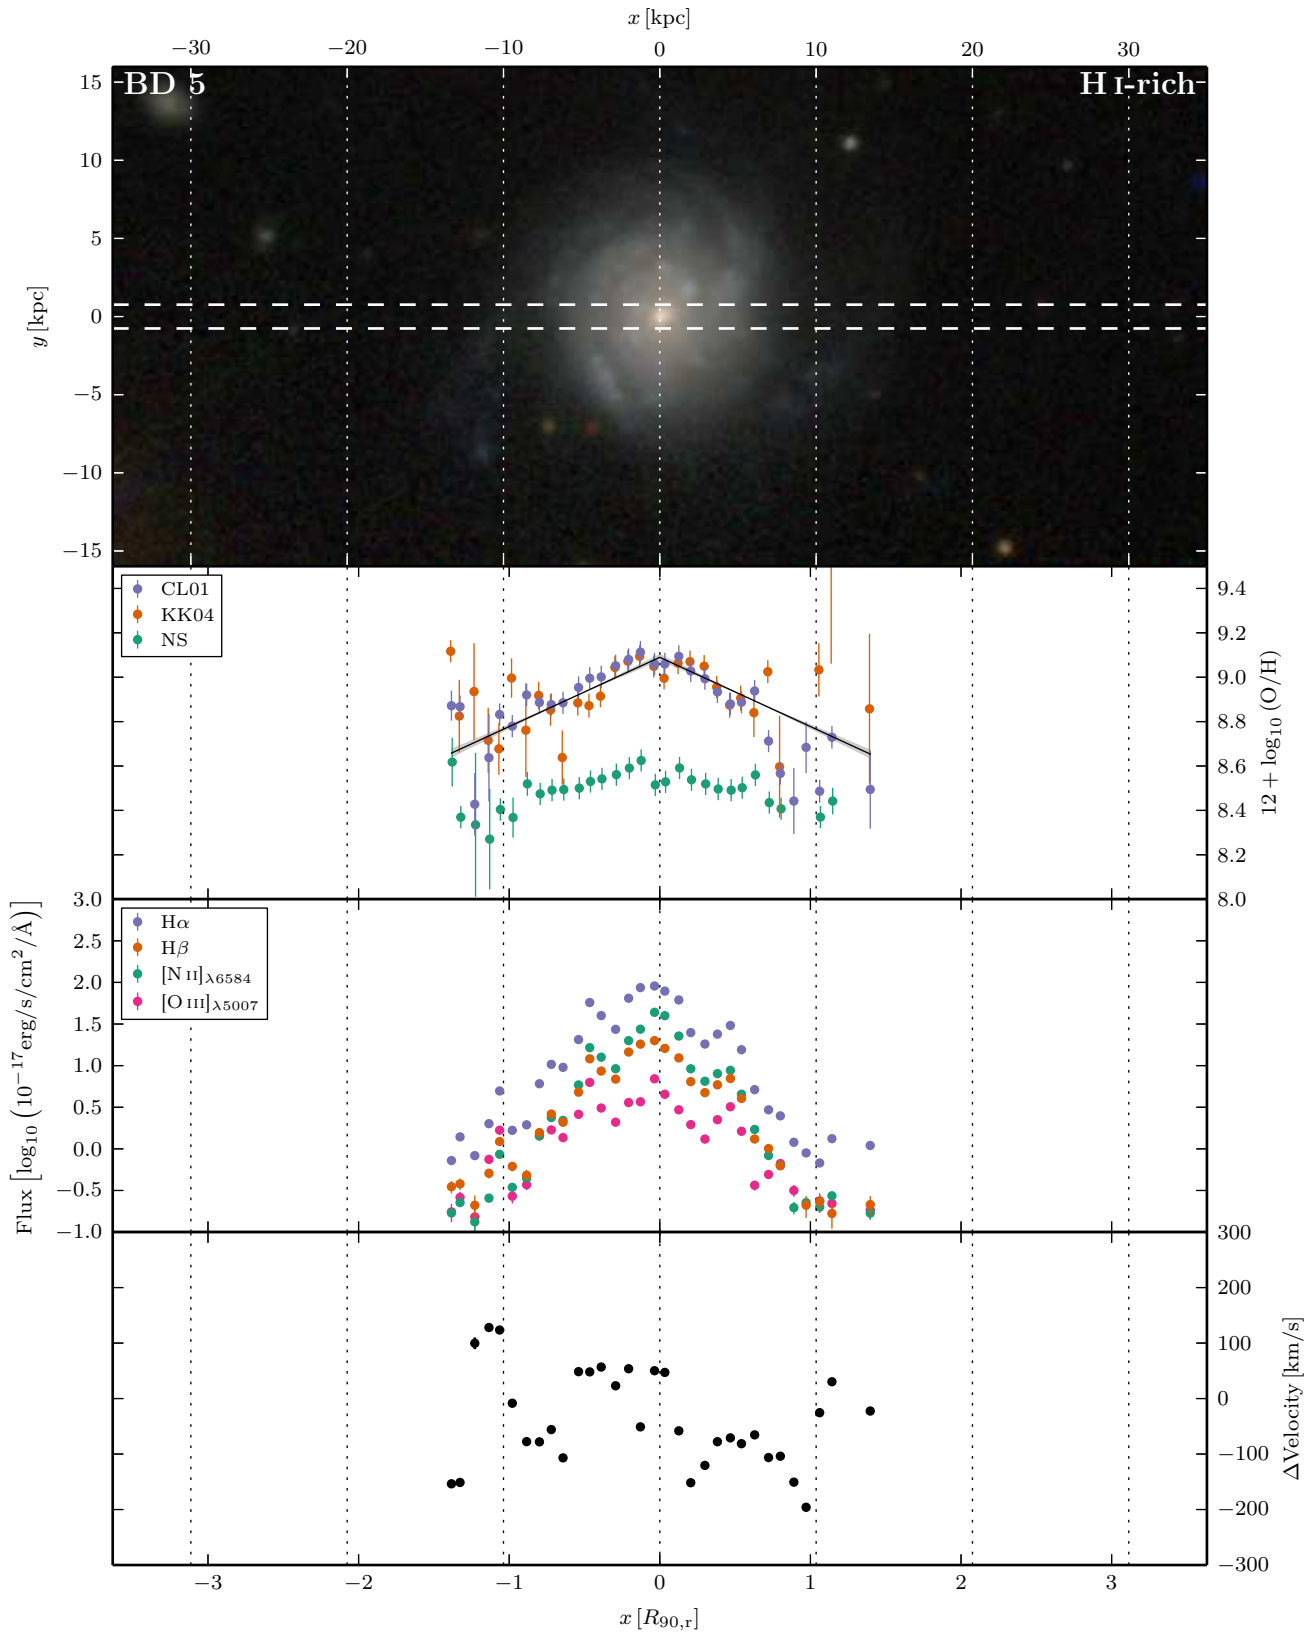 x [kpc]
−30 −20 −10 0 10 20 30
BD 5 H I-rich
15
10
5
0
−5
−10
−15
y [kpc]
CL01
KK04
NS
9.4
9.2
9.0
8.8
8.6
8.4
8.2
8.0
12 + log₁₀ (O/H)
Hα
Hβ
[N II]λ6584
[O III]λ5007
3.0
2.5
2.0
1.5
1.0
0.5
0.0
−0.5
−1.0
Flux [log₁₀ (10⁻¹⁷erg/s/cm²/Å)]
300
200
100
0
−100
−200
−300
ΔVelocity [km/s]
−3 −2 −1 0 1 2 3
x [R90,r]